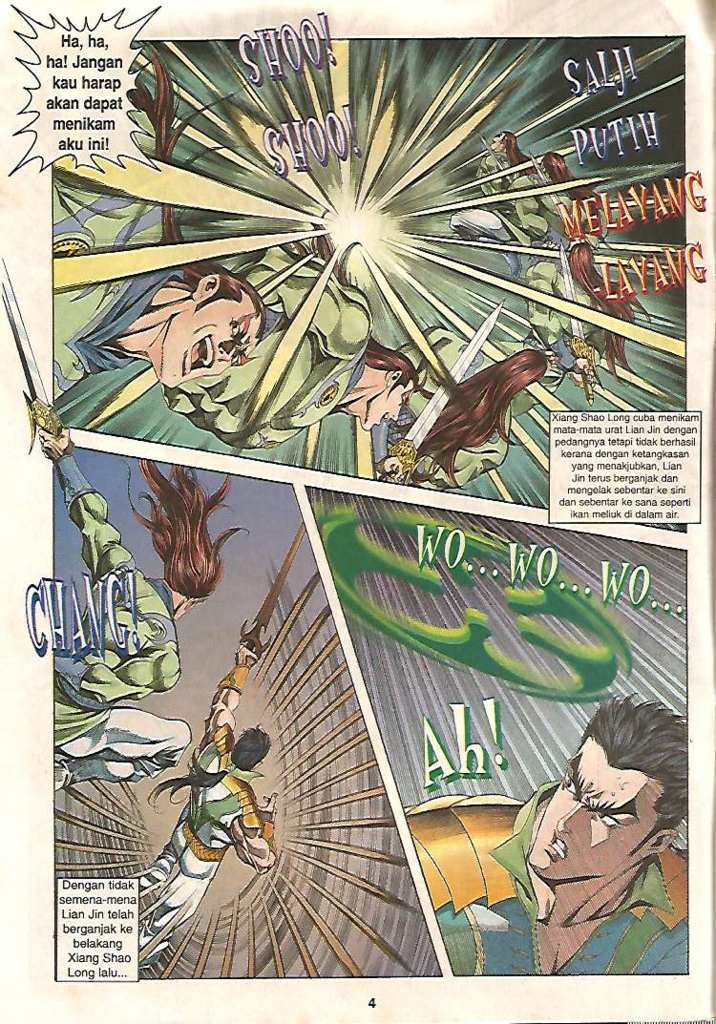 Ha, ha,
ha! Jangan
kau harap
akan dapat
menikam
aku ini!
SHOO!
SHOO!
SALJI
PUTIH
MELAYANG
-LAYANG
Xiang Shao Long cuba menikam
mata-mata urat Lian Jin dengan
pedangnya tetapi tidak berhasil
kerana dengan ketangkasan
yang menakjubkan, Lian
Jin terus berganjak dan
mengelak sebentar ke sini
dan sebentar ke sana seperti
ikan meliuk di dalam air.
CHANG!
Dengan tidak
semena-mena
Lian Jin telah
berganjak ke
belakang
Xiang Shao
Long lalu...
WO... WO... WO...
Ah!
4